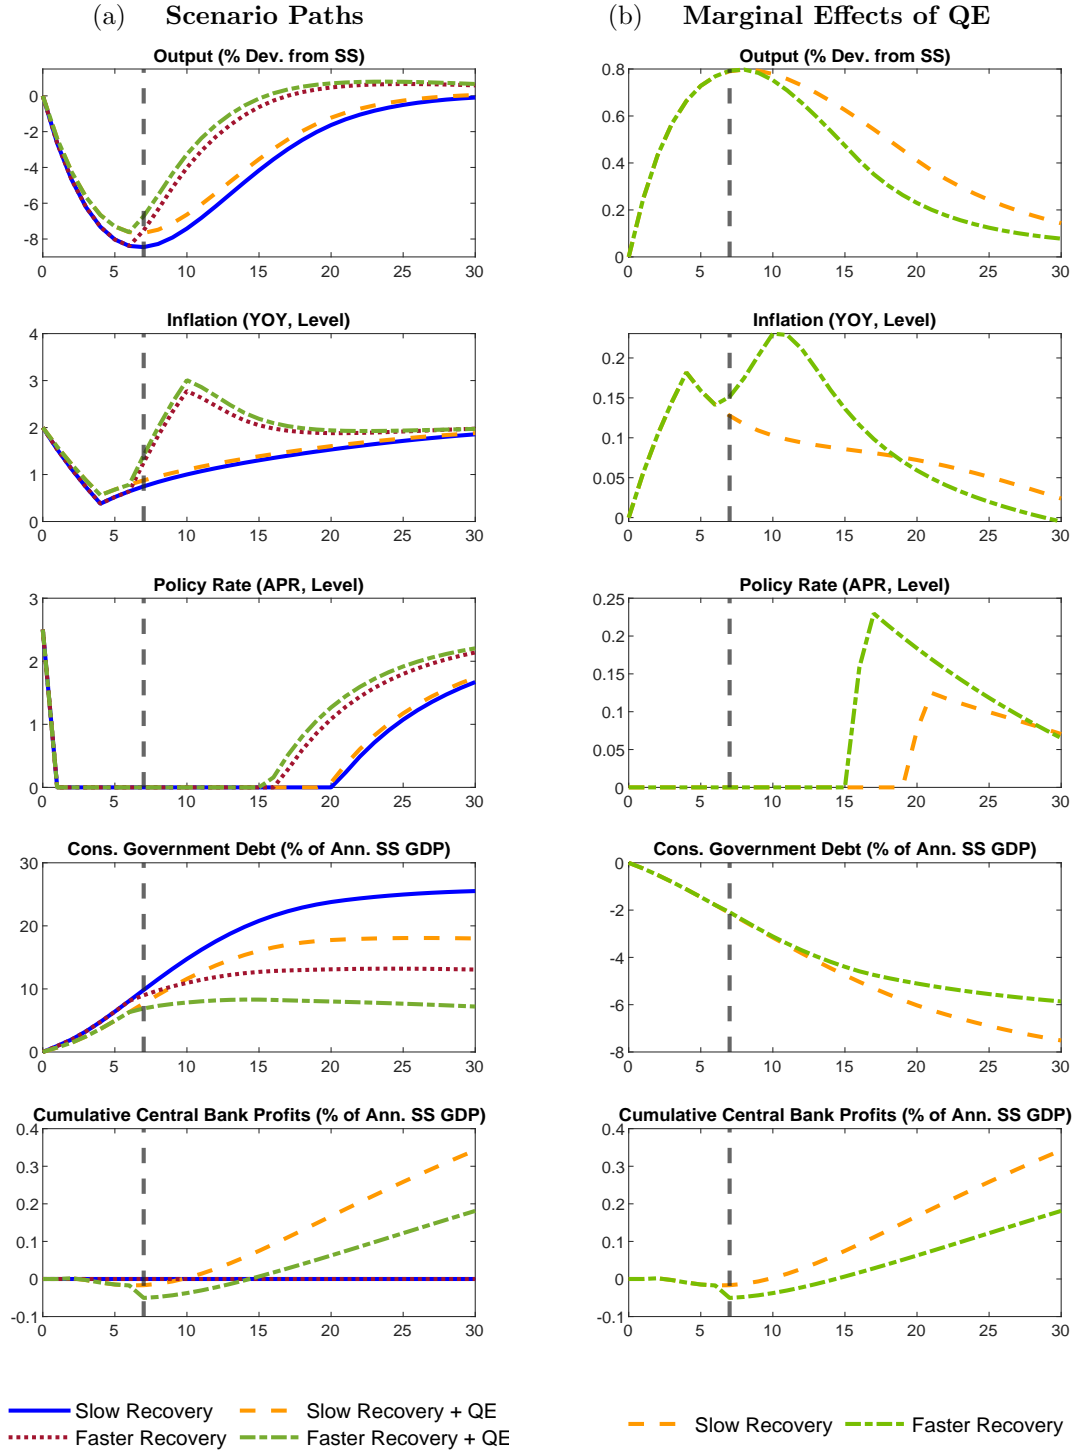 (a) Scenario Paths
(b) Marginal Effects of QE
Output (% Dev. from SS)
0
-2
-4
-6
-8
0 5 10 15 20 25 30
Output (% Dev. from SS)
0.8
0.6
0.4
0.2
0
0 5 10 15 20 25 30
Inflation (YOY, Level)
4
3
2
1
0
0 5 10 15 20 25 30
Inflation (YOY, Level)
0.2
0.15
0.1
0.05
0
0 5 10 15 20 25 30
Policy Rate (APR, Level)
3
2
1
0
0 5 10 15 20 25 30
Policy Rate (APR, Level)
0.25
0.2
0.15
0.1
0.05
0
0 5 10 15 20 25 30
Cons. Government Debt (% of Ann. SS GDP)
30
20
10
0
0 5 10 15 20 25 30
Cons. Government Debt (% of Ann. SS GDP)
0
-2
-4
-6
-8
0 5 10 15 20 25 30
Cumulative Central Bank Profits (% of Ann. SS GDP)
0.4
0.3
0.2
0.1
0
-0.1
0 5 10 15 20 25 30
Cumulative Central Bank Profits (% of Ann. SS GDP)
0.4
0.3
0.2
0.1
0
-0.1
0 5 10 15 20 25 30
Slow Recovery
Slow Recovery + QE
Faster Recovery
Faster Recovery + QE
Slow Recovery
Faster Recovery